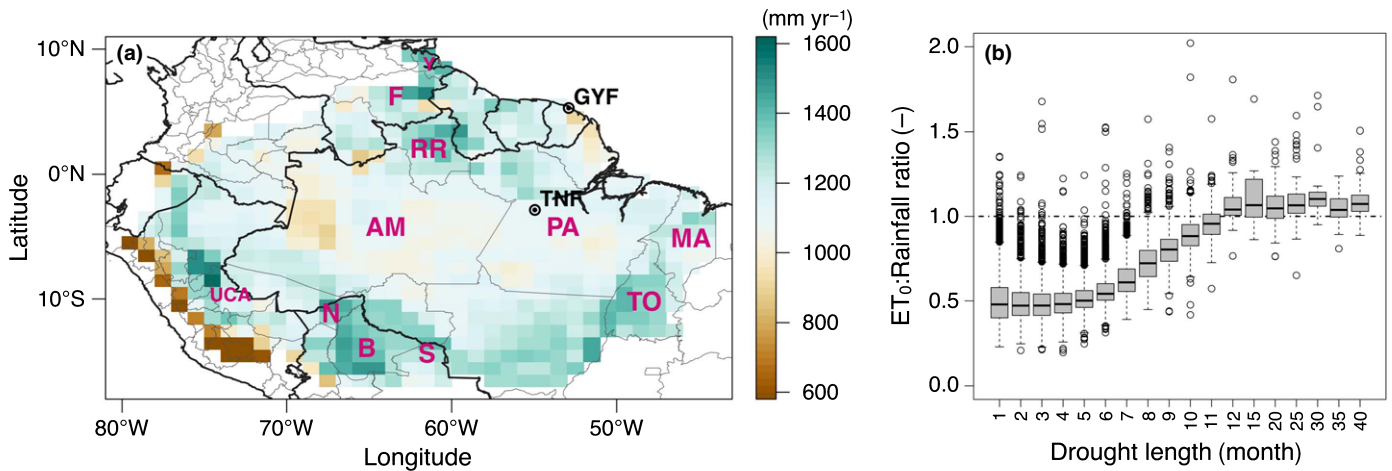 (mm yr⁻¹)
(a)
10°N
0°N
10°S
Latitude
80°W
70°W
60°W
50°W
Longitude
Y
F
GYF
RR
TNF
AM
PA
MA
UCA
N
TO
B
S
1600
1400
1200
1000
800
600
(b)
2.0
1.5
1.0
0.5
0.0
ET₀:Rainfall ratio (−)
1 2 3 4 5 6 7 8 9 10 11 12 15 20 25 30 35 40
Drought length (month)